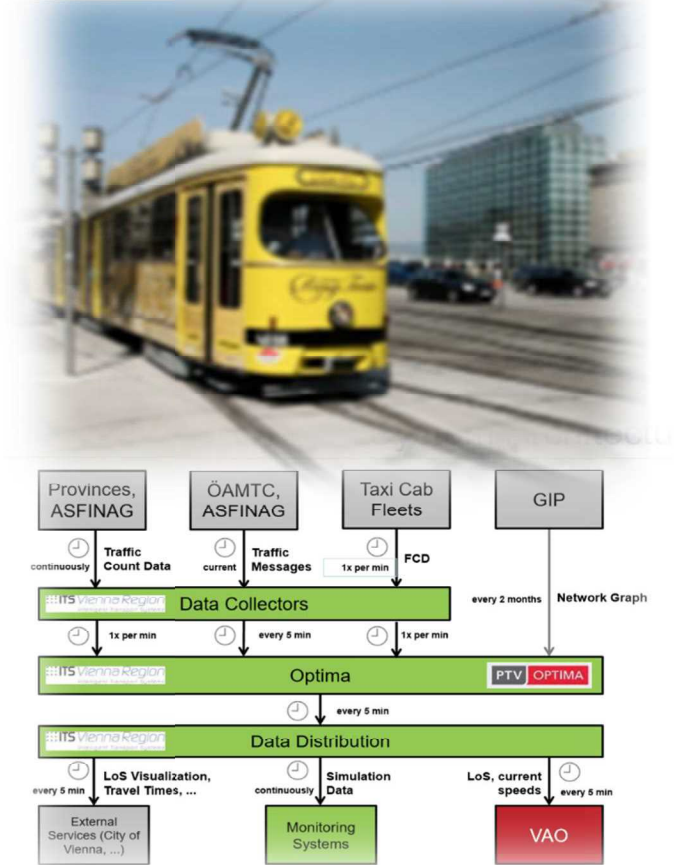 Provinces,
ASFINAG
ÖAMTC,
ASFINAG
Taxi Cab
Fleets
GIP
continuously
Traffic
Count Data
current
Traffic
Messages
1x per min
FCD
ITS Vienna Region
Data Collectors
every 2 months
Network Graph
1x per min
every 5 min
1x per min
ITS Vienna Region
Optima
PTV OPTIMA
every 5 min
ITS Vienna Region
Data Distribution
every 5 min
LoS Visualization,
Travel Times, ...
continuously
Simulation
Data
LoS, current
speeds
every 5 min
External
Services (City of
Vienna, ...)
Monitoring
Systems
VAO